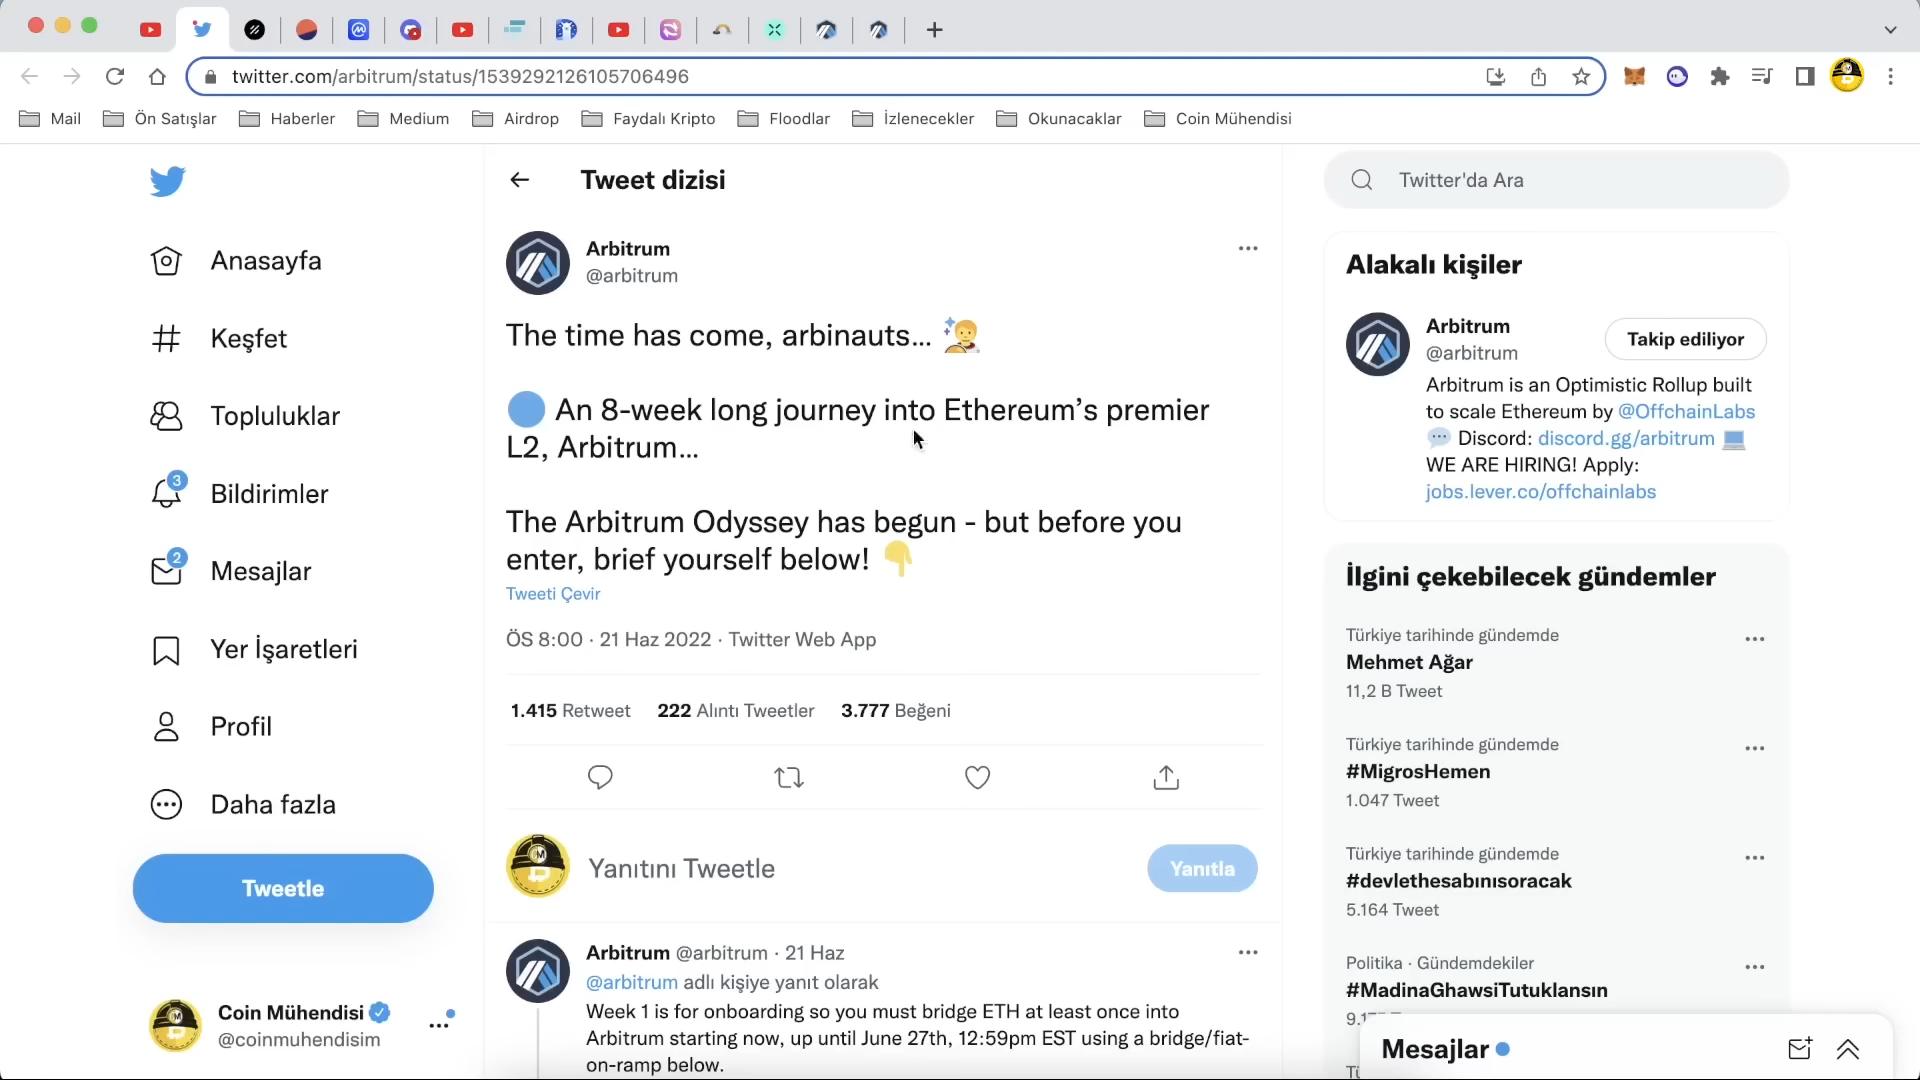 twitter.com/arbitrum/status/1539292126105706496
Mail
Ön Satışlar
Haberler
Medium
Airdrop
Faydalı Kripto
Floodlar
İzlenecekler
Okunacaklar
Coin Mühendisi
Anasayfa
Keşfet
Topluluklar
3
Bildirimler
2
Mesajlar
Yer İşaretleri
Profil
Daha fazla
Tweetle
Coin Mühendisi
@coinmuhendisim
Tweet dizisi
Arbitrum
@arbitrum
The time has come, arbinauts...
An 8-week long journey into Ethereum’s premier
L2, Arbitrum...
The Arbitrum Odyssey has begun - but before you
enter, brief yourself below!
Tweeti Çevir
ÖS 8:00 · 21 Haz 2022 · Twitter Web App
1.415 Retweet 222 Alıntı Tweetler 3.777 Beğeni
Yanıtını Tweetle
Yanıtla
Arbitrum @arbitrum · 21 Haz
@arbitrum adlı kişiye yanıt olarak
Week 1 is for onboarding so you must bridge ETH at least once into
Arbitrum starting now, up until June 27th, 12:59pm EST using a bridge/fiat-
on-ramp below.
Twitter'da Ara
Alakalı kişiler
Arbitrum
@arbitrum
Takip ediliyor
Arbitrum is an Optimistic Rollup built
to scale Ethereum by @OffchainLabs
Discord: discord.gg/arbitrum
WE ARE HIRING! Apply:
jobs.lever.co/offchainlabs
İlgini çekebilecek gündemler
Türkiye tarihinde gündemde
Mehmet Ağar
11,2 B Tweet
Türkiye tarihinde gündemde
#MigrosHemen
1.047 Tweet
Türkiye tarihinde gündemde
#devlethesabınısoracak
5.164 Tweet
Politika · Gündemdekiler
#MadinaGhawsiTutuklansın
Mesajlar